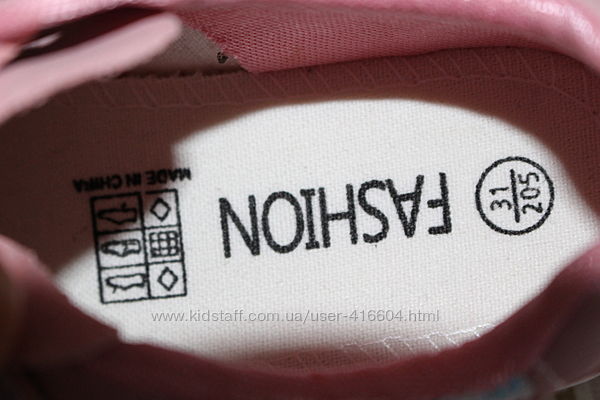 31
205
FASHION
MADE IN CHINA
www.kidstaff.com.ua/user-416604.html